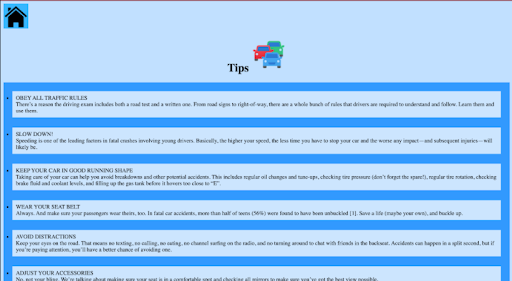 Tips
OBEY ALL TRAFFIC RULES
There's a reason the driving exam includes both a road test and a written one. From road signs to right-of-way, there are a whole bunch of rules that drivers are required to understand and follow. Learn them and
use them.
SLOW DOWN!
Speeding is one of the leading factors in fatal crashes involving young drivers. Basically, the higher your speed, the less time you have to stop your car and the worse any impact—and subsequent injuries—will
likely be.
KEEP YOUR CAR IN GOOD RUNNING SHAPE
Taking care of your car can help you avoid breakdowns and other potential accidents. This includes regular oil changes and tune-ups, checking tire pressure (don't forget the spare!), regular tire rotation, checking
brake fluid and coolant levels, and filling up the gas tank before it hovers too close to "E".
WEAR YOUR SEAT BELT
Always. And make sure your passengers wear theirs, too. In fatal car accidents, more than half of teens (56%) were found to have been unbuckled [1]. Save a life (maybe your own), and buckle up.
AVOID DISTRACTIONS
Keep your eyes on the road. That means no texting, no calling, no eating, no channel surfing on the radio, and no turning around to chat with friends in the backseat. Accidents can happen in a split second, but if
you're paying attention, you'll have a better chance of avoiding one.
ADJUST YOUR ACCESSORIES
No, not your bling. We're talking about making sure your seat is in a comfortable spot and checking all mirrors to make sure you've got the best view possible.